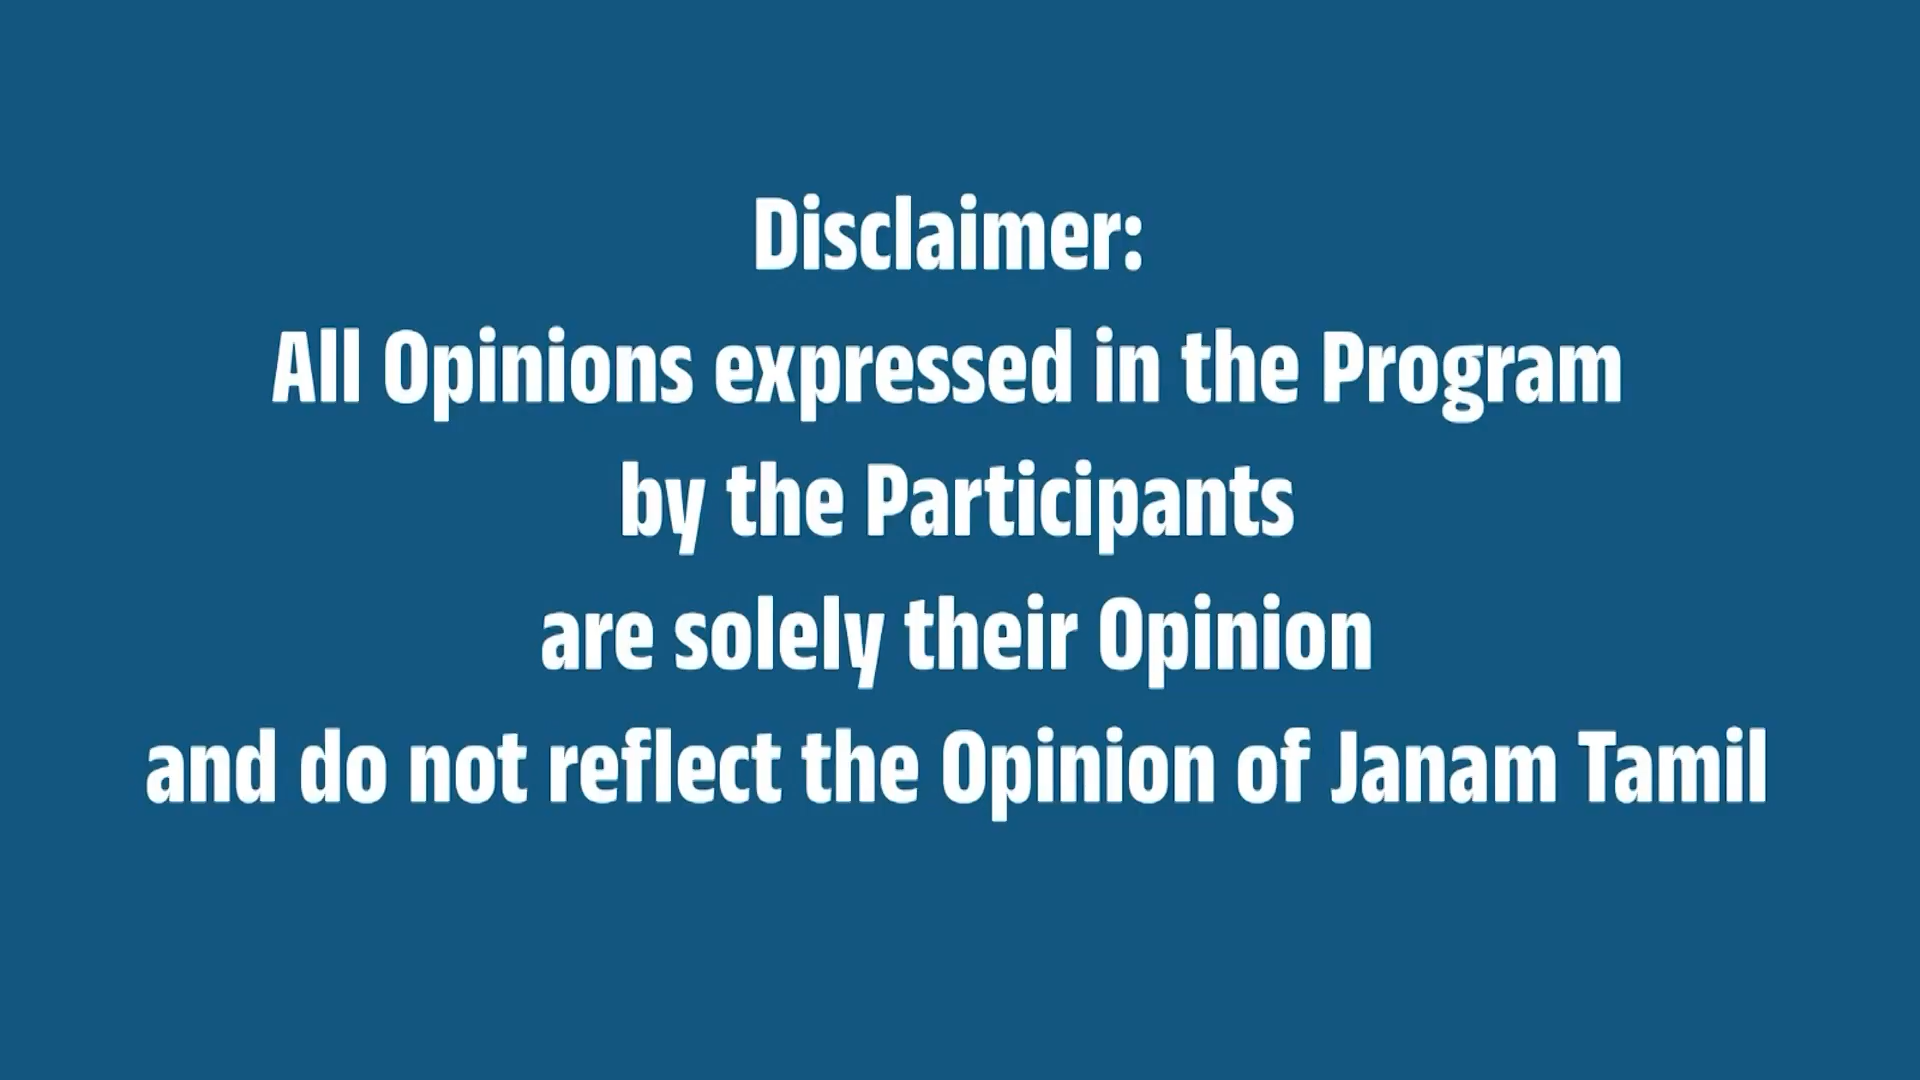 Disclaimer:
All Opinions expressed in the Program
by the Participants
are solely their Opinion
and do not reflect the Opinion of Janam Tamil